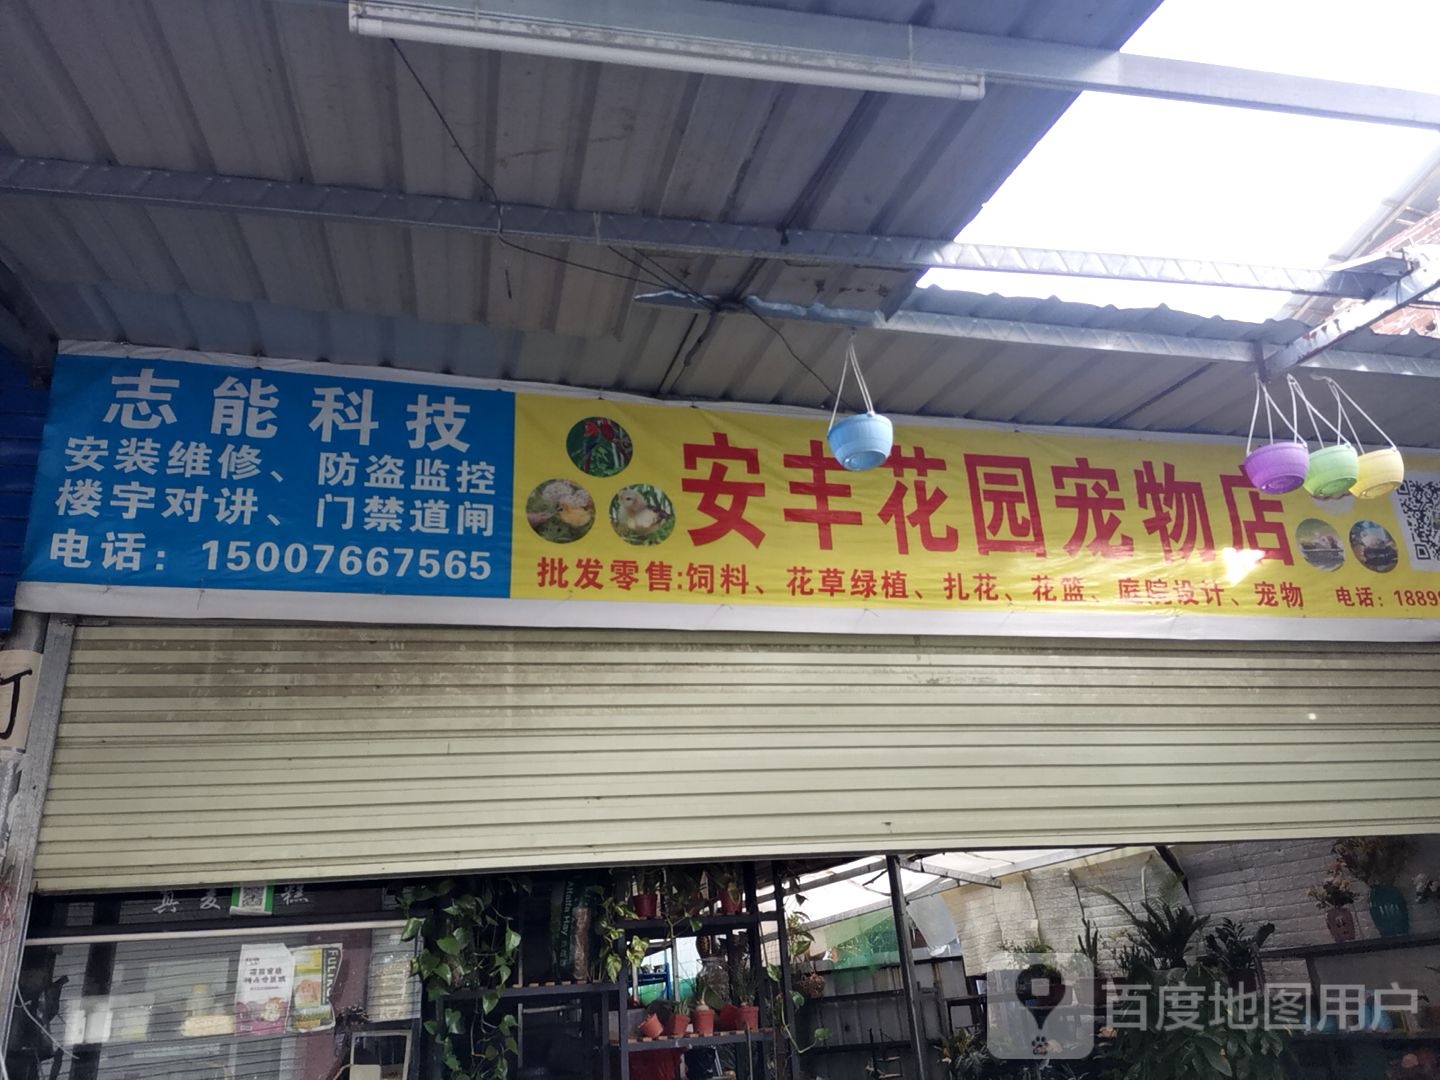 志能科技
安装维修、防盗监控
楼宇对讲、门禁道闸
电话：15007667565
安丰花园宠物店
批发零售:饲料、花草绿植、扎花、花篮、庭院设计、宠物
电话：1889
百度地图用户